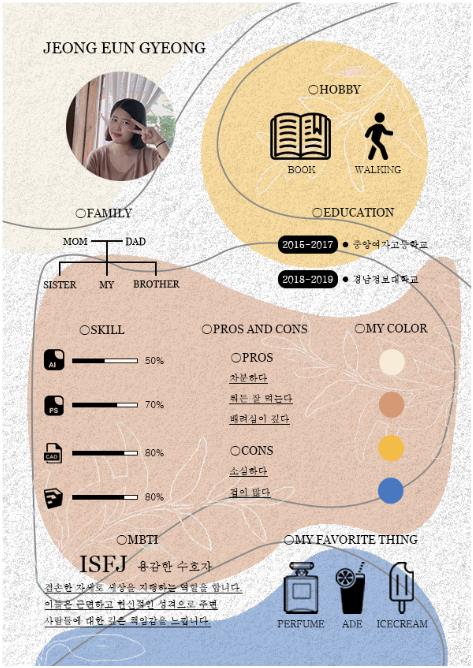 JEONG EUN GYEONG
○HOBBY
BOOK WALKING
○FAMILY
MOM DAD
SISTER MY BROTHER
○EDUCATION
2015-2017 ● 중앙여자고등학교
2018-2019 ● 경남정보대학교
○SKILL
AI 50%
PS 70%
CAD 80%
80%
○PROS AND CONS
○PROS
차분하다
뭐든 잘 먹는다
배려심이 깊다
○CONS
소심하다
겁이 많다
○MY COLOR
○MBTI
ISFJ 용감한 수호자
겸손한 자세로 세상을 지탱하는 역할을 합니다.
이들은 근면하고 헌신적인 성격으로 주변
사람들에 대한 깊은 책임감을 느낍니다.
○MY FAVORITE THING
PERFUME ADE ICECREAM